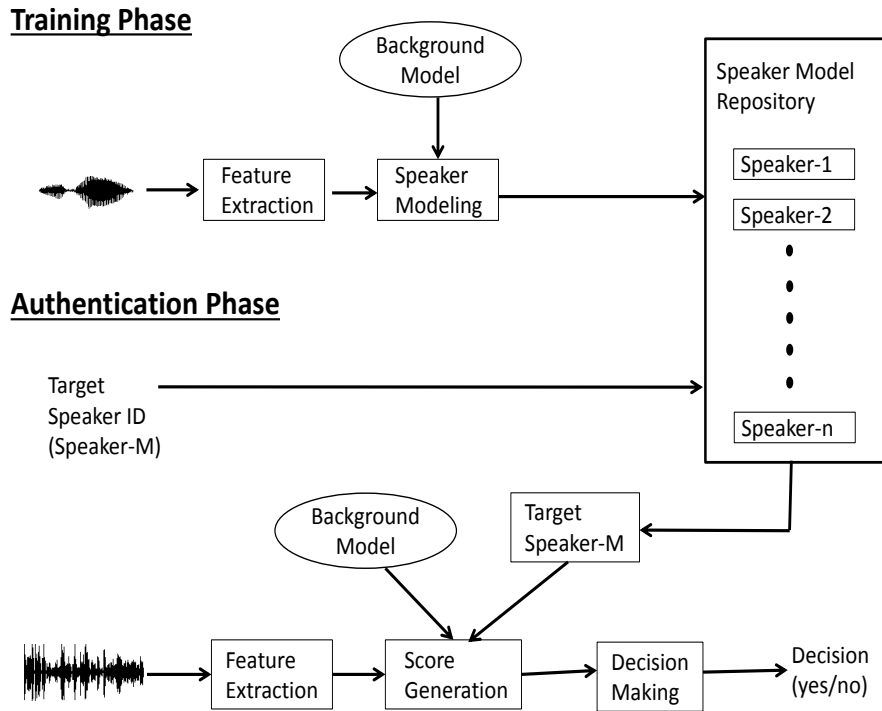 Training Phase
Background
Model
Speaker Model
Repository
Speaker-1
Feature
Extraction
Speaker
Modeling
Speaker-2
Authentication Phase
Target
Speaker ID
(Speaker-M)
Speaker-n
Background
Model
Target
Speaker-M
Feature
Extraction
Score
Generation
Decision
Making
Decision
(yes/no)